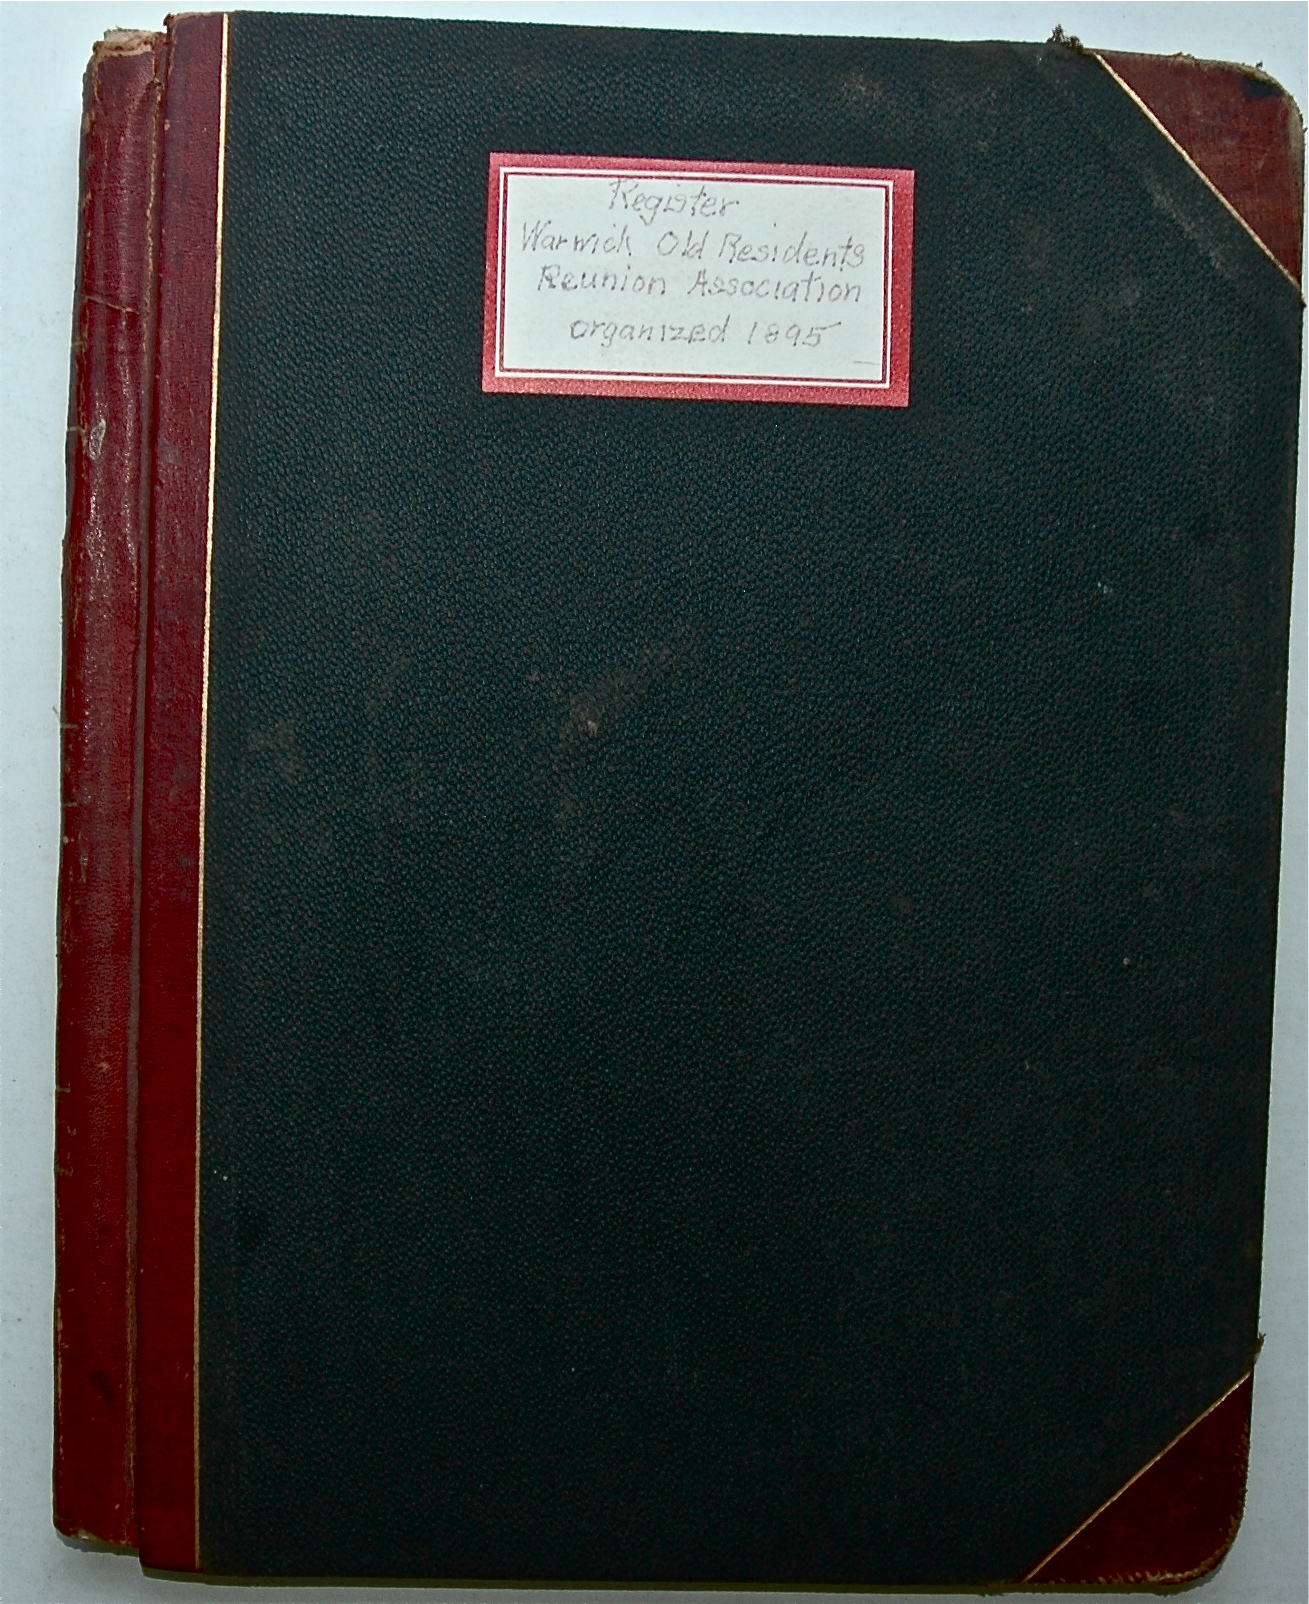 Register
Warwick Old Residents
Reunion Association
organized 1895